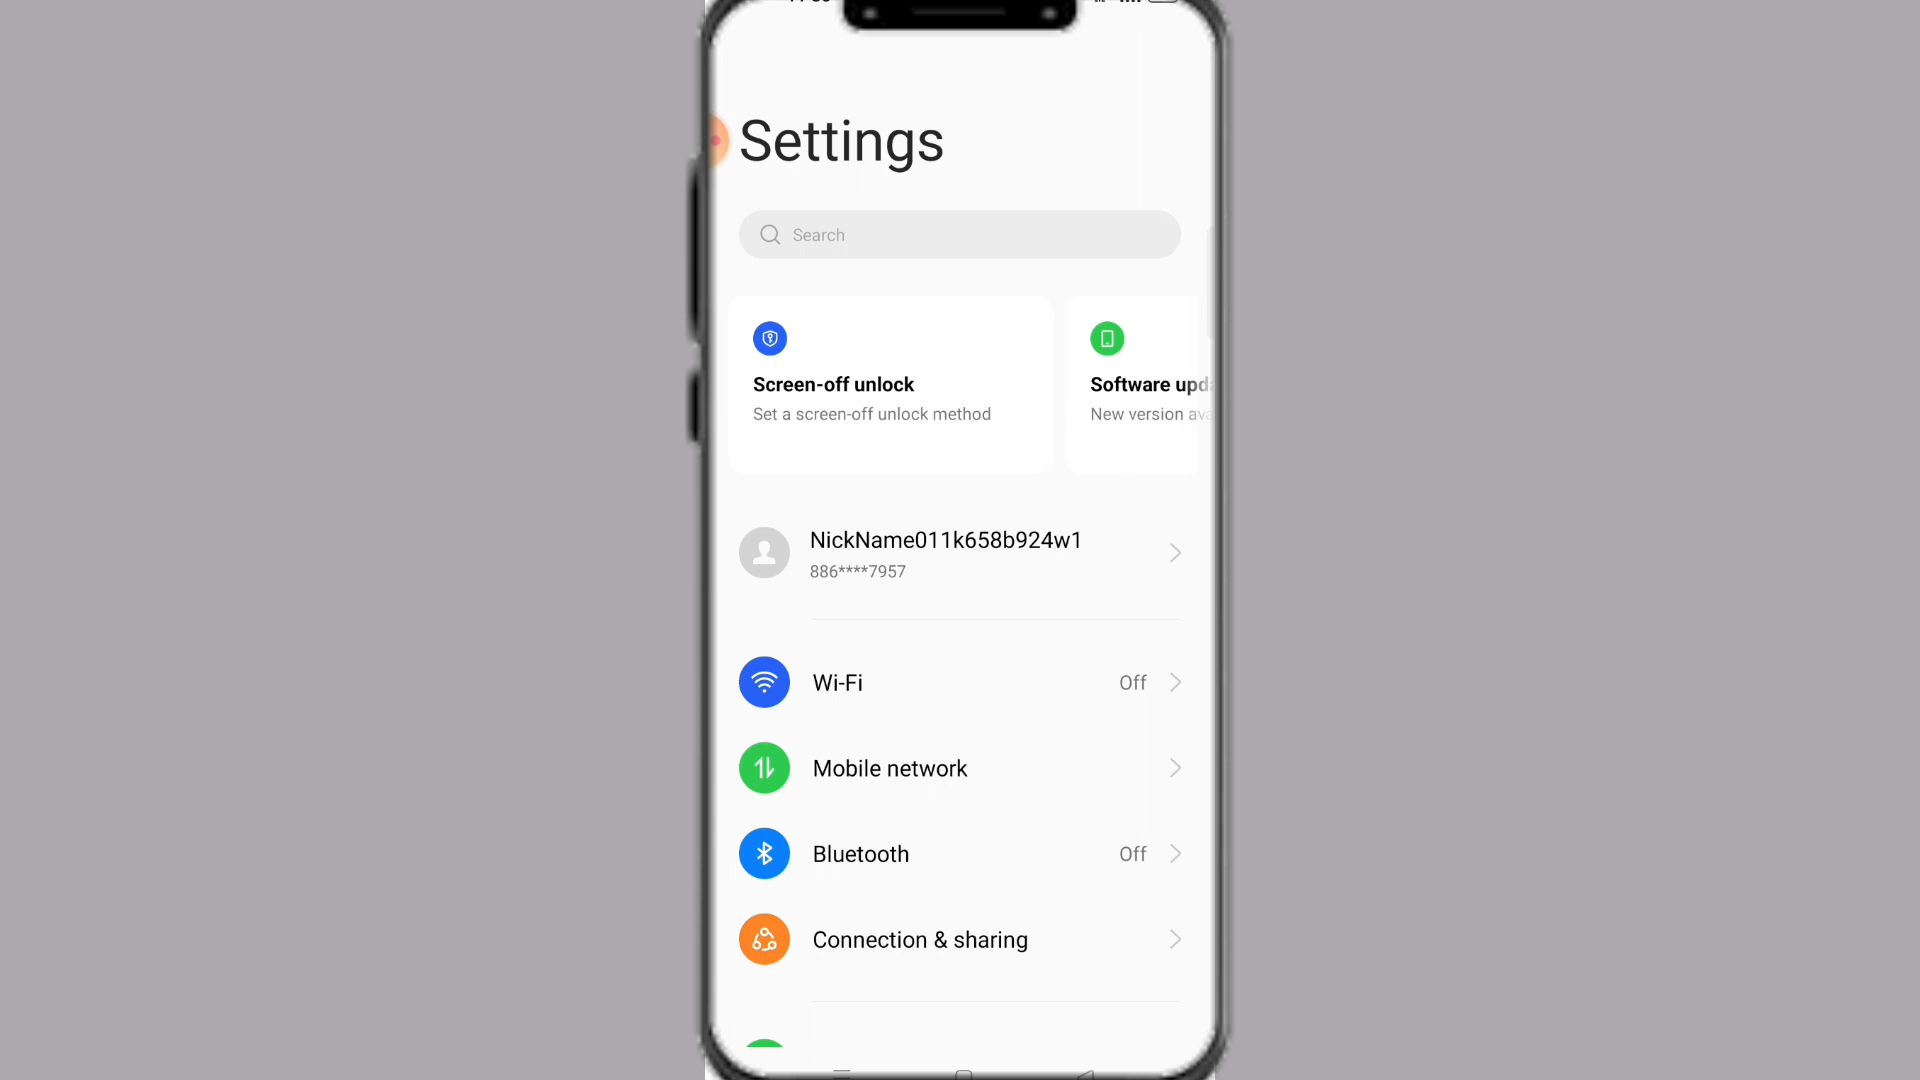 Settings
Search
Screen-off unlock
Set a screen-off unlock method
Software upd
New version av
NickName011k658b924w1
886****7957
Wi-Fi
Off
Mobile network
Bluetooth
Off
Connection & sharing